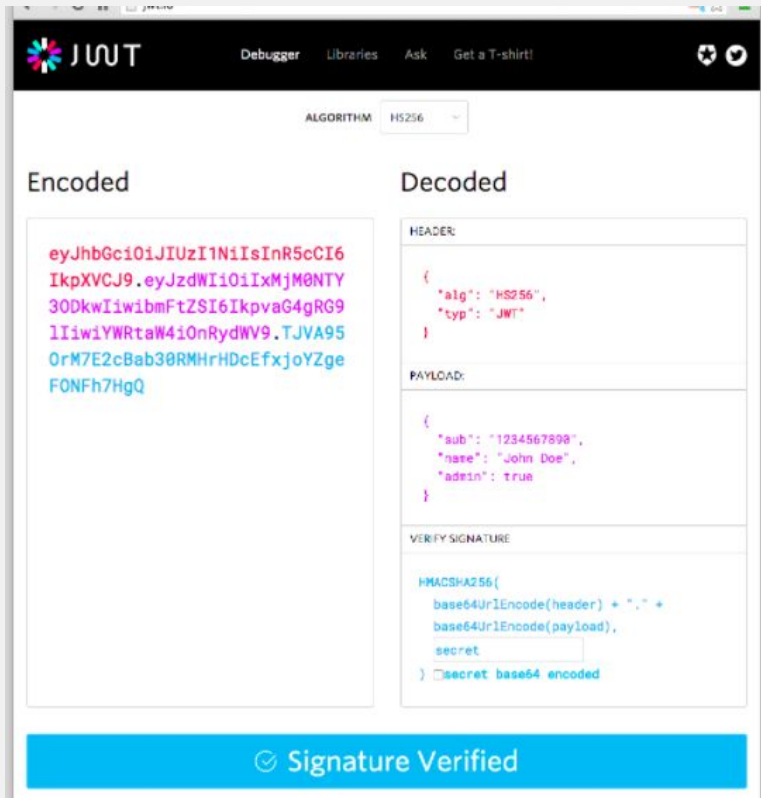 JWT
Debugger Libraries Ask Get a T-shirt!
ALGORITHM HS256
Encoded
eyJhbGciOiJIUzI1NiIsInR5cCI6
IkpXVCJ9.eyJzdWIiOiIxMjM0NTY
3ODkwIiwibmFtZSI6IkpvaG4gRG9
lIiwiYWRtaW4iOnRydWV9.TJVA95
OrM7E2cBab30RMHrHDcEfxjoYZge
FONFh7HgQ
Decoded
HEADER:
{
"alg": "HS256",
"typ": "JWT"
}
PAYLOAD:
{
"sub": "1234567890",
"name": "John Doe",
"admin": true
}
VERIFY SIGNATURE
HMACSHA256(
base64UrlEncode(header) + "." +
base64UrlEncode(payload),
secret
) secret base64 encoded
Signature Verified